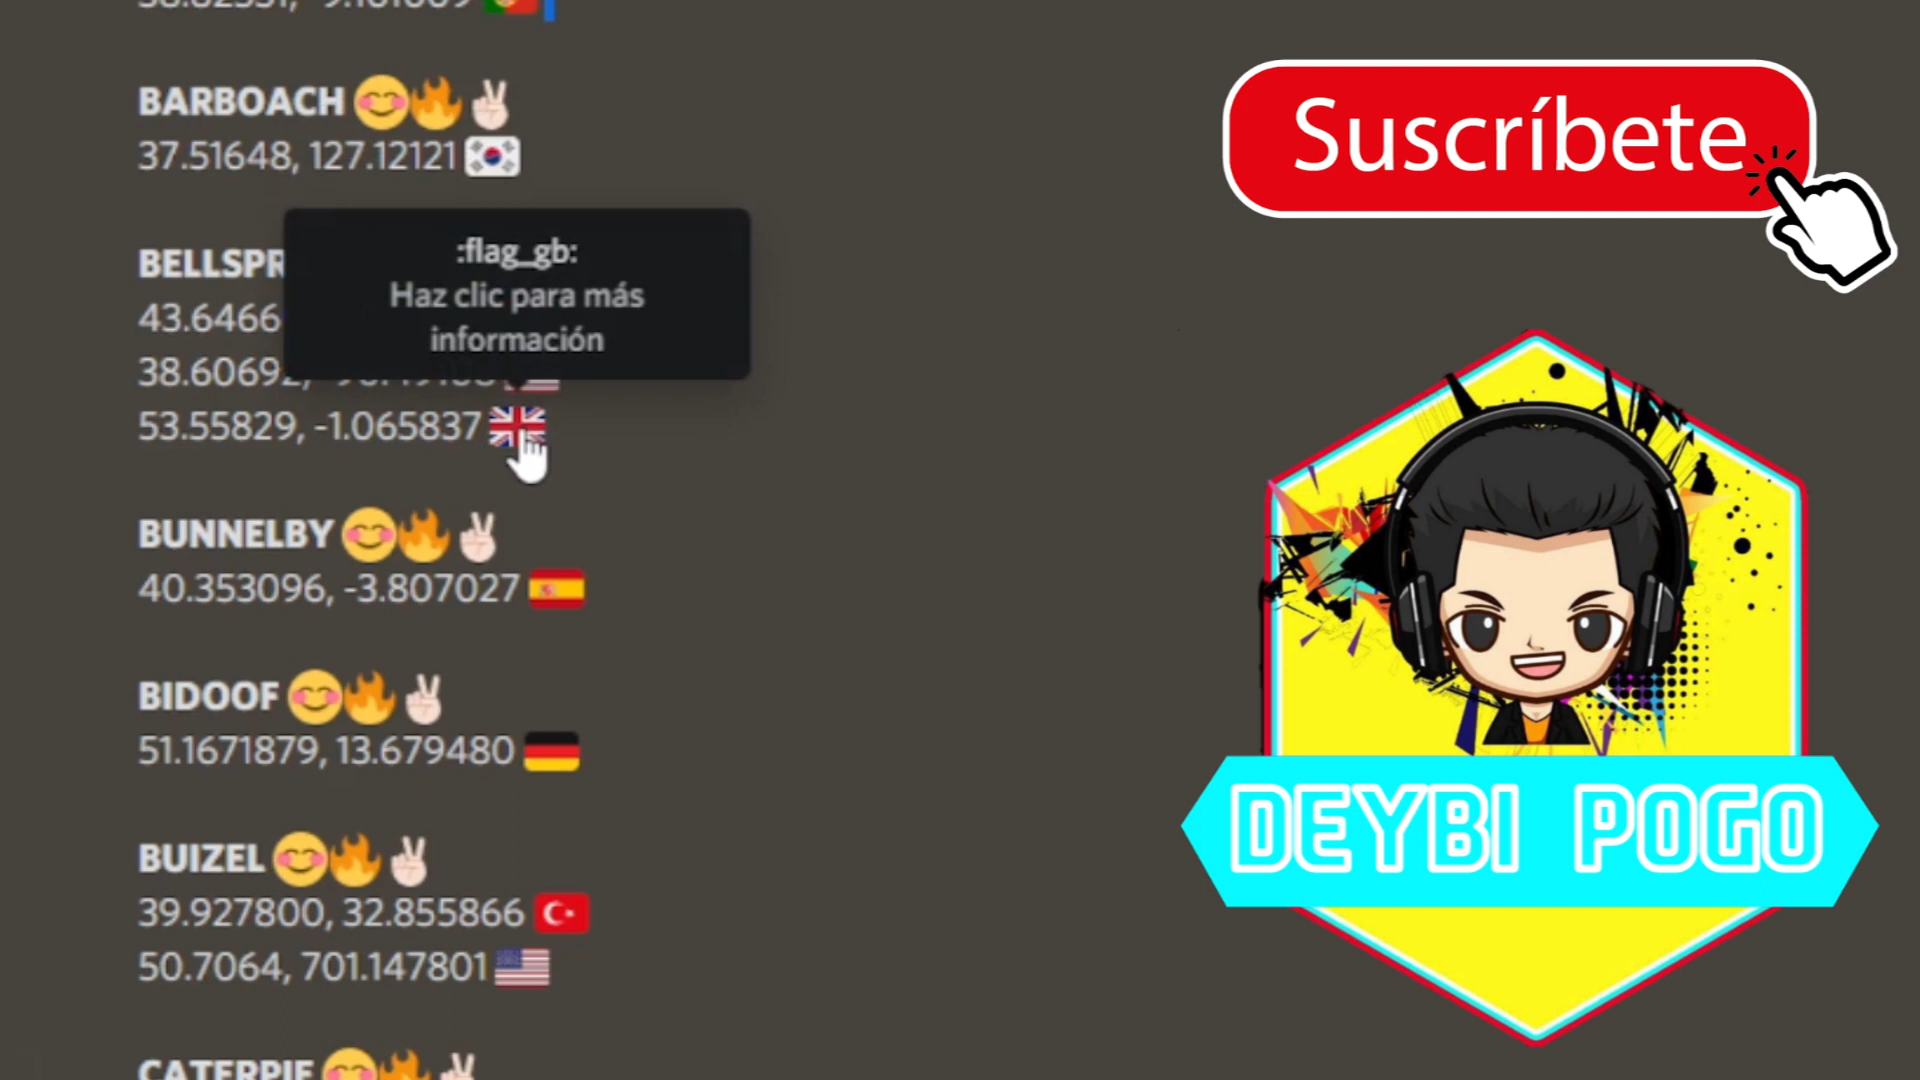 BARBOACH 😊🔥✌🏻
37.51648, 127.12121 🇰🇷
:flag_gb:
Haz clic para más
información
BELLSPR
43.6466
38.60692,
53.55829, -1.065837 🇬🇧
BUNNELBY 😊🔥✌🏻
40.353096, -3.807027 🇪🇸
BIDOOF 😊🔥✌🏻
51.1671879, 13.679480 🇩🇪
BUIZEL 😊🔥✌🏻
39.927800, 32.855866 🇹🇷
50.7064, 701.147801 🇺🇸
CATERPIE 😊🔥✌🏻
Suscríbete
DEYBI POGO